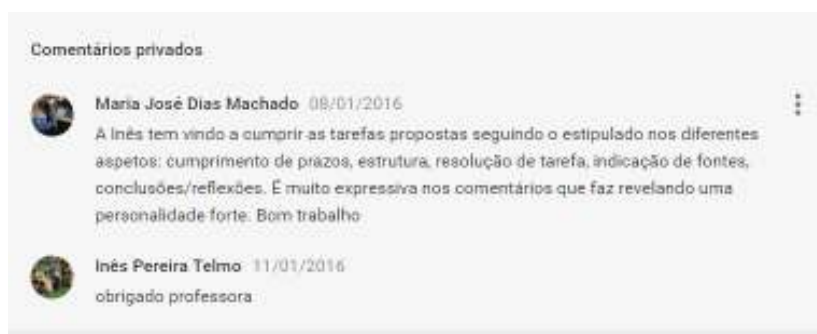 Comentários privados
Maria José Dias Machado 08/01/2016
A Inês tem vindo a cumprir as tarefas propostas seguindo o estipulado nos diferentes
aspetos: cumprimento de prazos, estrutura, resolução de tarefa, indicação de fontes,
conclusões/reflexões. É muito expressiva nos comentários que faz revelando uma
personalidade forte. Bom trabalho
Inês Pereira Telmo 11/01/2016
obrigado professora